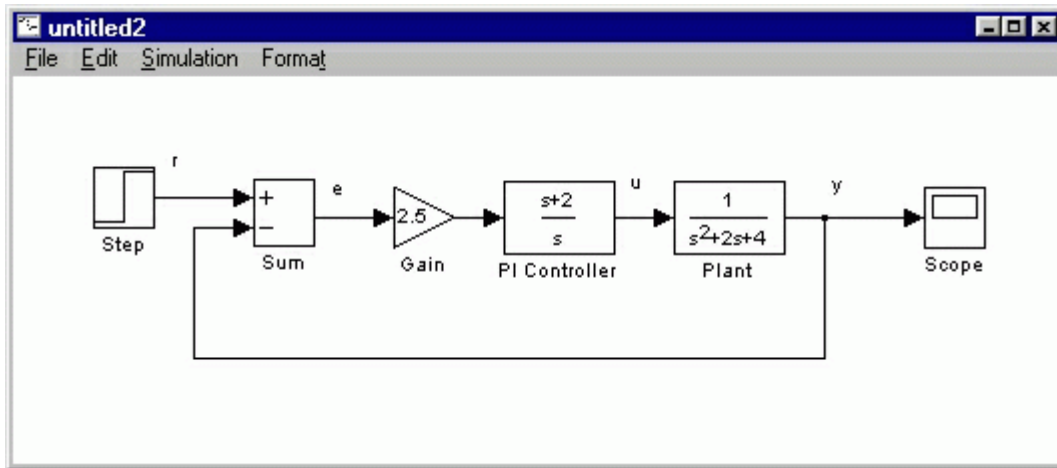 untitled2
File Edit Simulation Format
r
e
u
y
+
−
2.5
s+2
s
1
s²+2s+4
Step
Sum
Gain
PI Controller
Plant
Scope